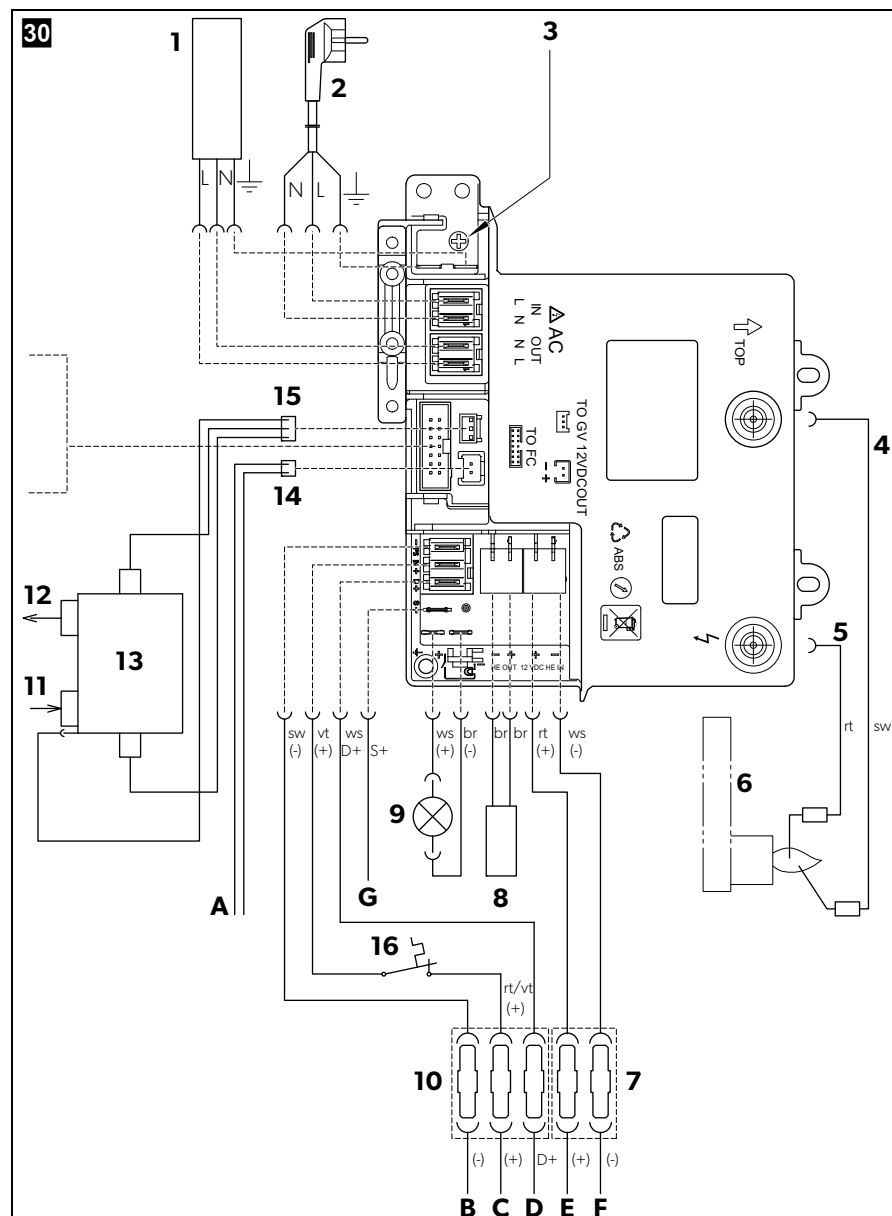 30
1
2
3
L N
N L
AC
IN OUT
L N N L
TOP
15
TO GV 12VDCOUT
TO FC
- +
4
14
ABS
12
13
11
5
HE OUT 12 VDC HE IN
sw (-)
vt (+)
ws D+
S+
ws (+)
br (-)
br
br
rt (+)
ws (-)
rt
sw
6
9
8
A
G
16
rt/vt (+)
10
7
(-)
(+)
D+
(+)
(-)
B C D E F